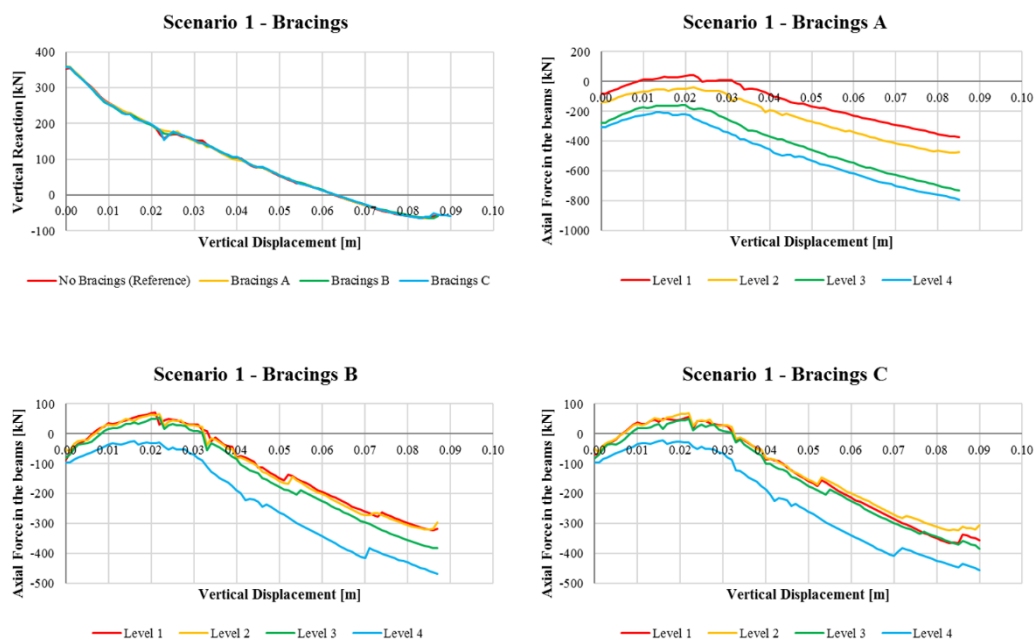 Scenario 1 - Bracings
Vertical Reaction[kN]
400
300
200
100
0
-100
0.00 0.01 0.02 0.03 0.04 0.05 0.06 0.07 0.08 0.09 0.10
Vertical Displacement [m]
No Bracings (Reference) Bracings A Bracings B Bracings C
Scenario 1 - Bracings A
Axial Force in the beams [kN]
200
0
-200
-400
-600
-800
-1000
0.00 0.01 0.02 0.03 0.04 0.05 0.06 0.07 0.08 0.09 0.10
Vertical Displacement [m]
Level 1 Level 2 Level 3 Level 4
Scenario 1 - Bracings B
Axial Force in the beams [kN]
100
0
-100
-200
-300
-400
-500
0.00 0.01 0.02 0.03 0.04 0.05 0.06 0.07 0.08 0.09 0.10
Vertical Displacement [m]
Level 1 Level 2 Level 3 Level 4
Scenario 1 - Bracings C
Axial Force in the beams [kN]
100
0
-100
-200
-300
-400
-500
0.00 0.01 0.02 0.03 0.04 0.05 0.06 0.07 0.08 0.09 0.10
Vertical Displacement [m]
Level 1 Level 2 Level 3 Level 4